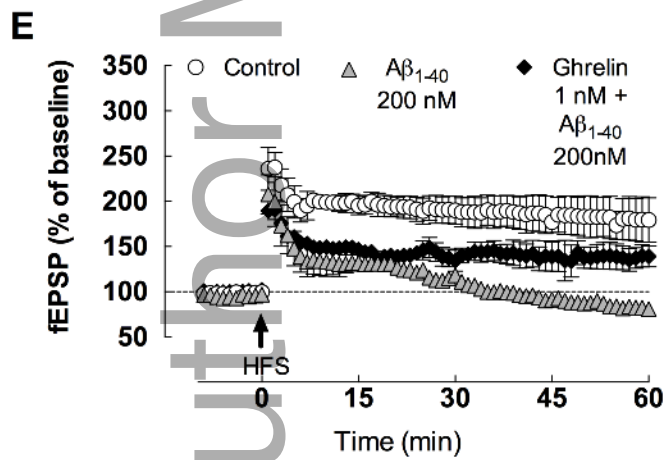 E
fEPSP (% of baseline)
350
300
250
200
150
100
50
Control
Aβ1-40
200 nM
Ghrelin
1 nM +
Aβ1-40
200nM
HFS
0
15
30
45
60
Time (min)
uthor M